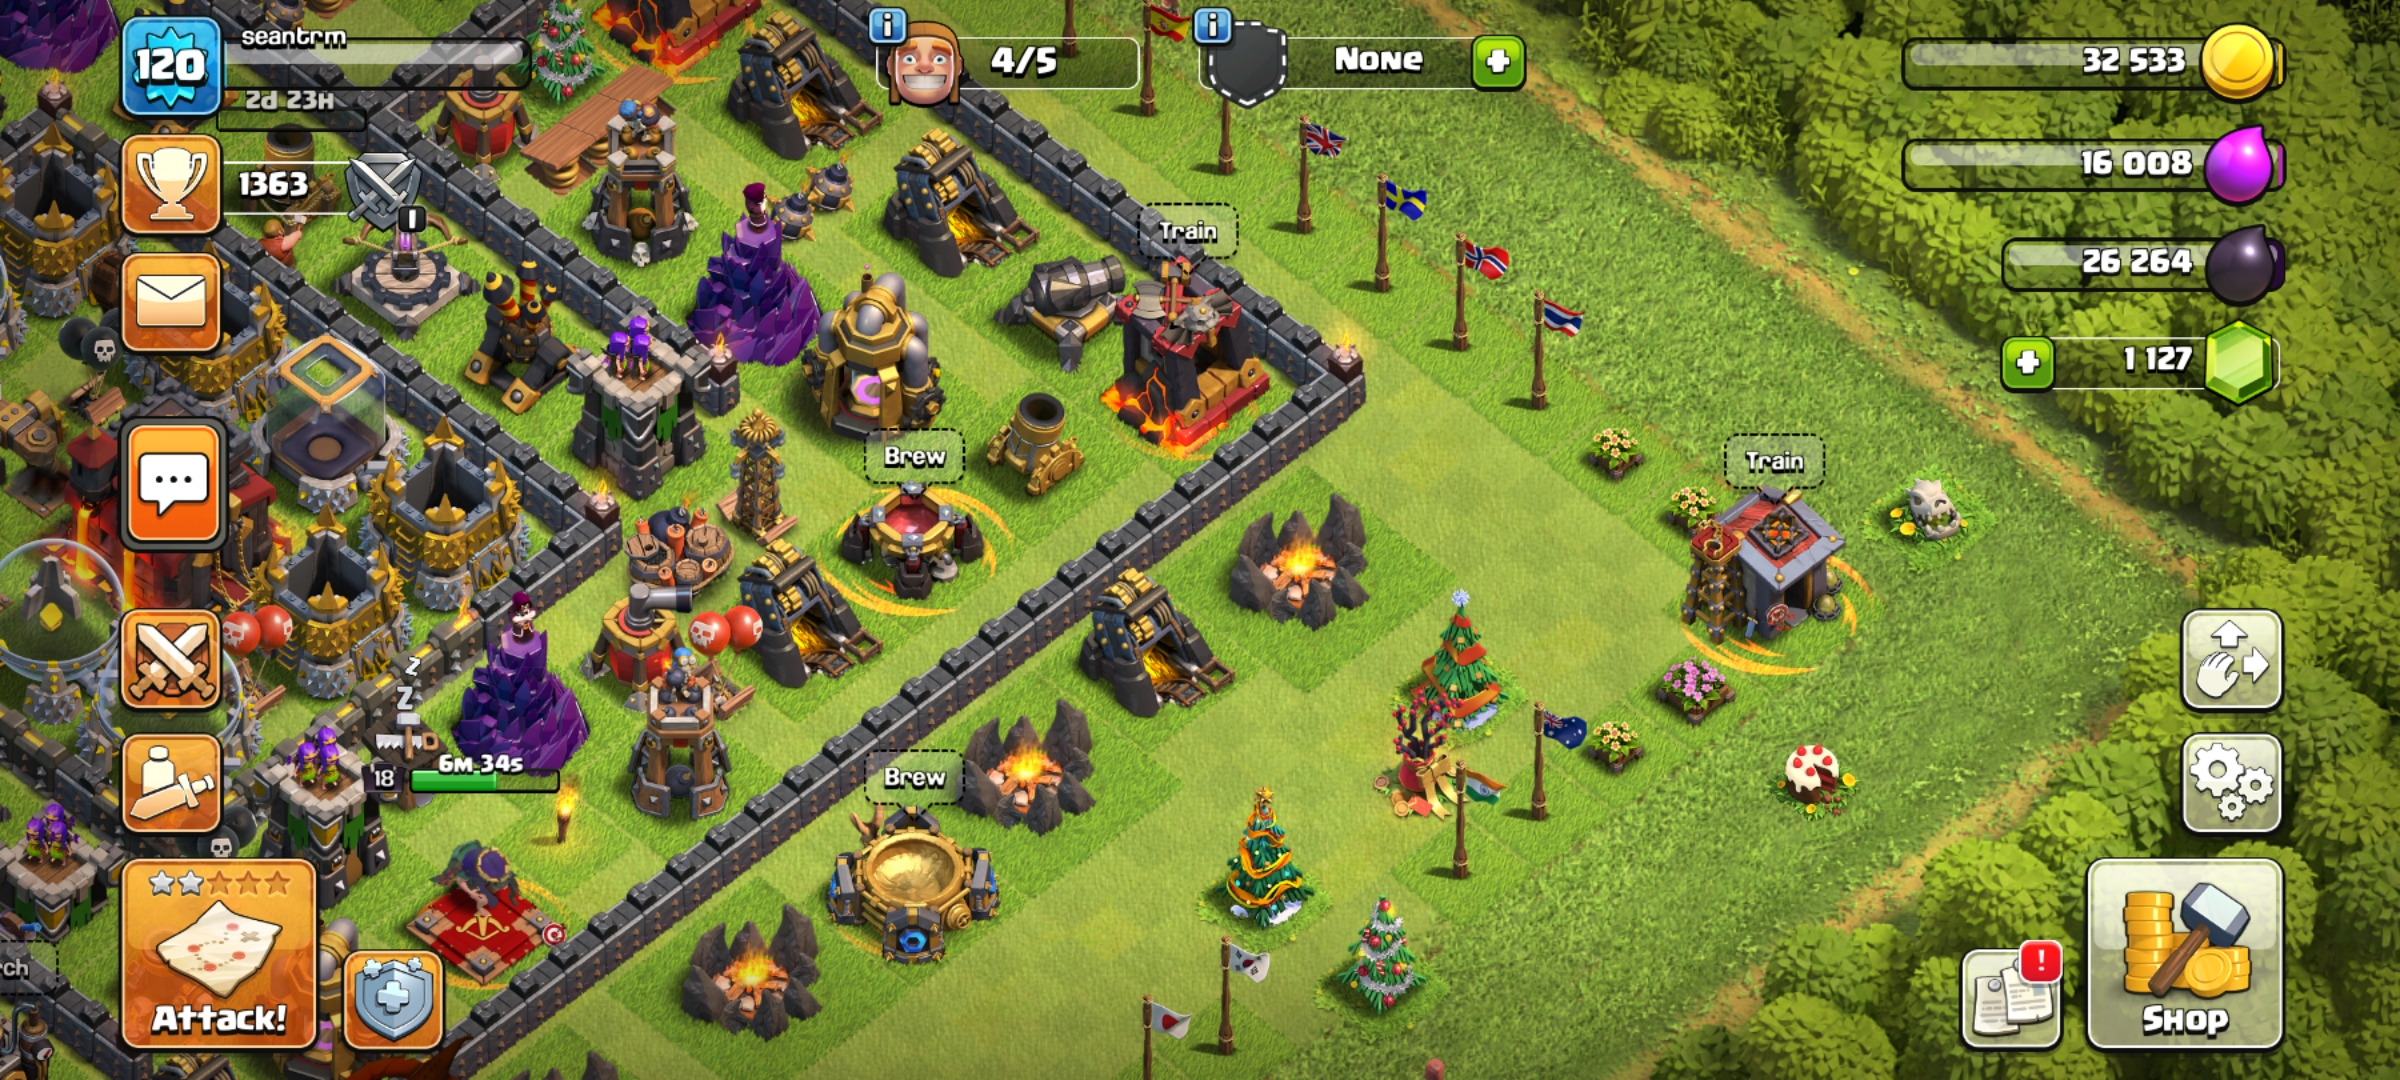 120
seantrm
2d 23h
4/5
None
32 533
1363
I
16 008
Train
26 264
1 127
Brew
Train
z
Z
6m 34s
18
Brew
Attack!
Shop
!